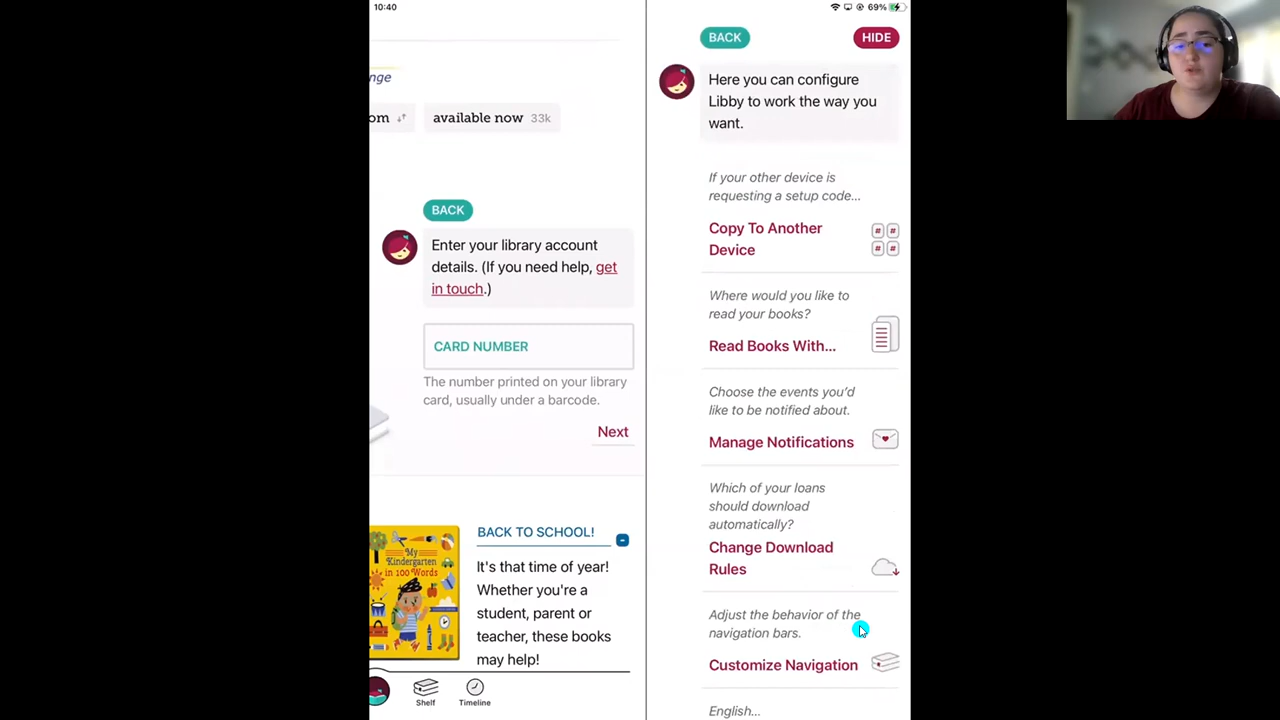 10:40
69%
nge
om
available now 33k
BACK
Enter your library account
details. (If you need help, get
in touch.)
CARD NUMBER
The number printed on your library
card, usually under a barcode.
Next
My
Kindergarten
in 100 Words
BACK TO SCHOOL!
It's that time of year!
Whether you're a
student, parent or
teacher, these books
may help!
Shelf
Timeline
BACK
HIDE
Here you can configure
Libby to work the way you
want.
If your other device is
requesting a setup code...
Copy To Another
Device
# #
# #
Where would you like to
read your books?
Read Books With...
Choose the events you'd
like to be notified about.
Manage Notifications
Which of your loans
should download
automatically?
Change Download
Rules
Adjust the behavior of the
navigation bars.
Customize Navigation
English...